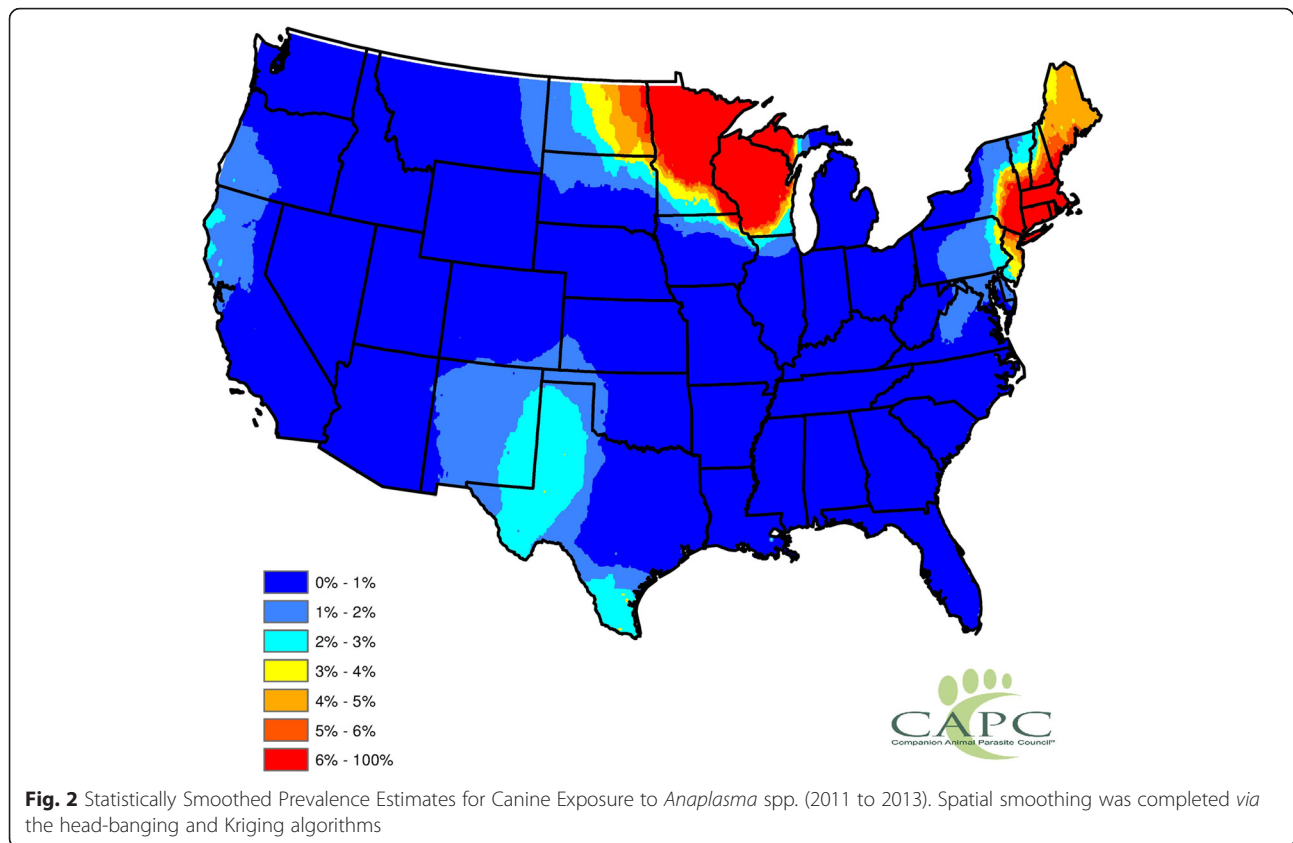 0% - 1%
1% - 2%
2% - 3%
3% - 4%
4% - 5%
5% - 6%
6% - 100%
CAPC
Companion Animal Parasite Council™
Fig. 2 Statistically Smoothed Prevalence Estimates for Canine Exposure to Anaplasma spp. (2011 to 2013). Spatial smoothing was completed via
the head-banging and Kriging algorithms